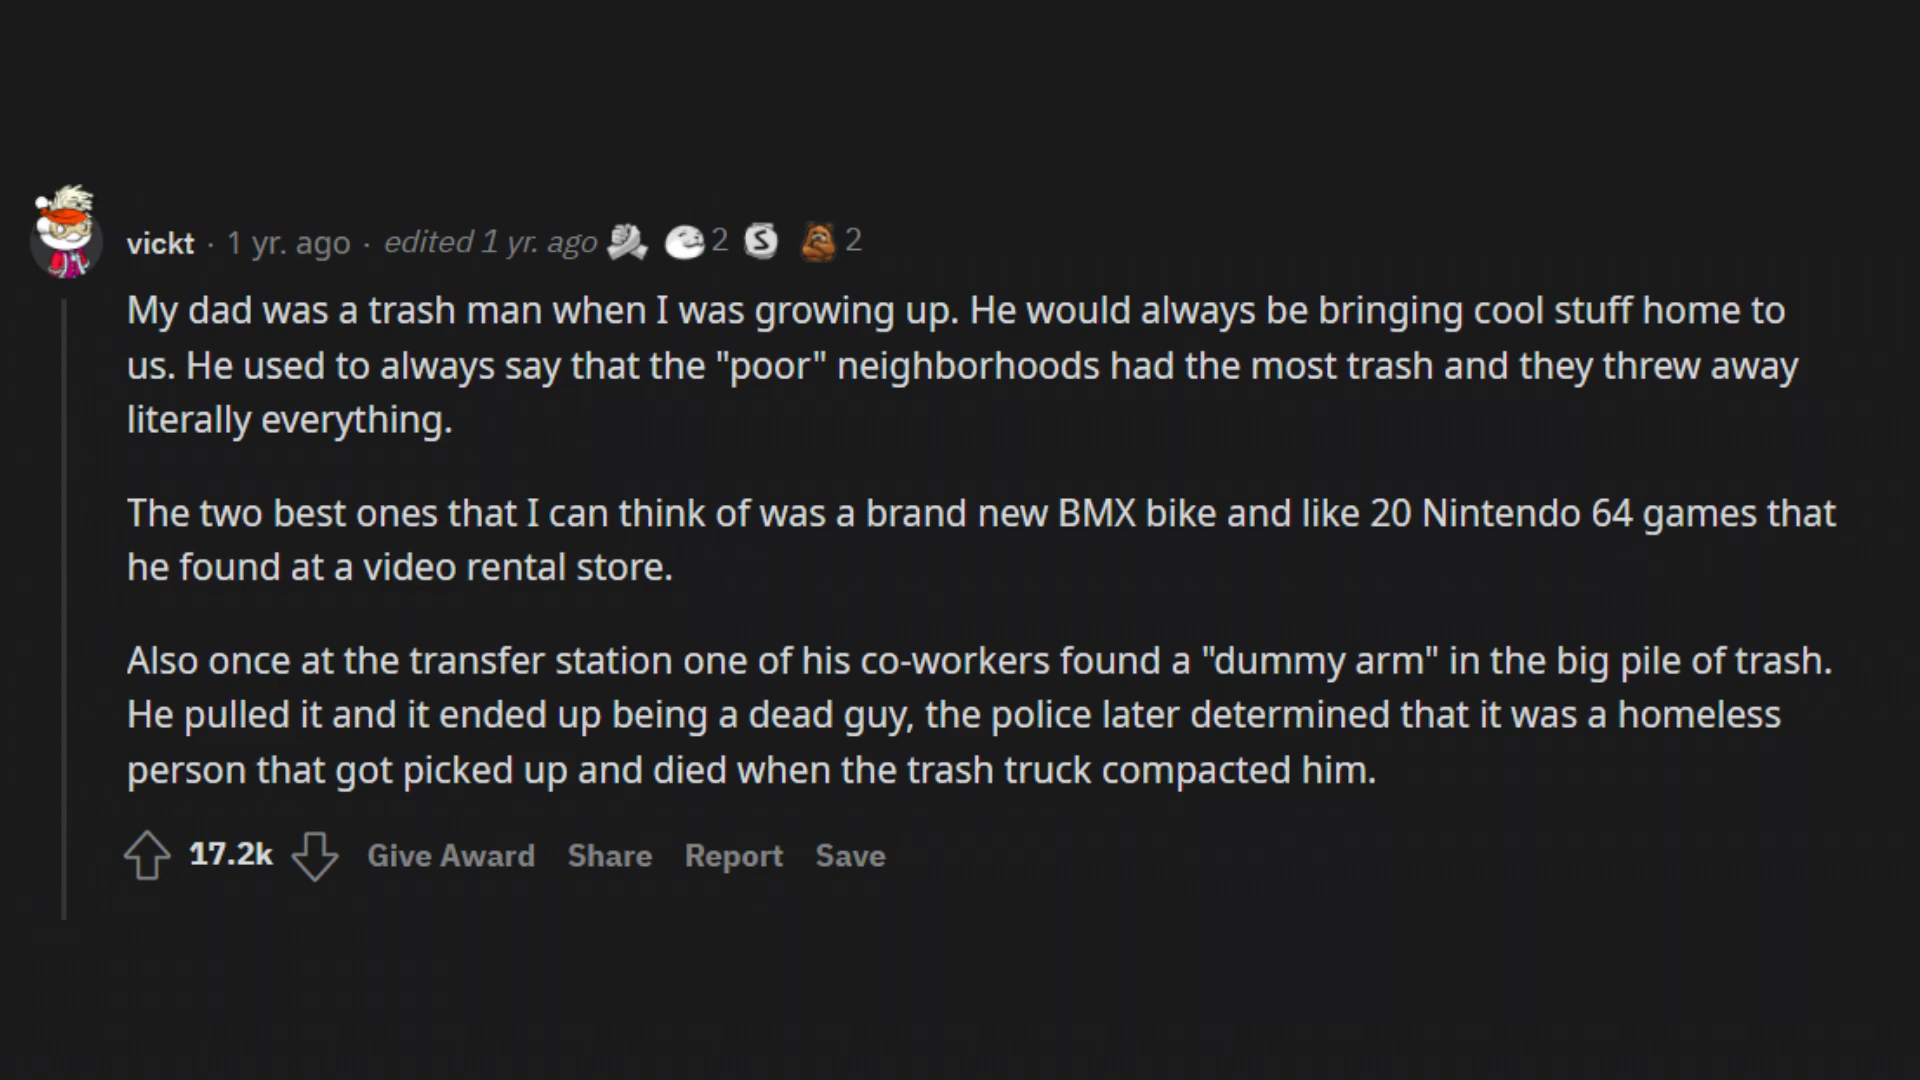 vickt · 1 yr. ago · edited 1 yr. ago 2 S 2
My dad was a trash man when I was growing up. He would always be bringing cool stuff home to
us. He used to always say that the "poor" neighborhoods had the most trash and they threw away
literally everything.
The two best ones that I can think of was a brand new BMX bike and like 20 Nintendo 64 games that
he found at a video rental store.
Also once at the transfer station one of his co-workers found a "dummy arm" in the big pile of trash.
He pulled it and it ended up being a dead guy, the police later determined that it was a homeless
person that got picked up and died when the trash truck compacted him.
17.2k Give Award Share Report Save